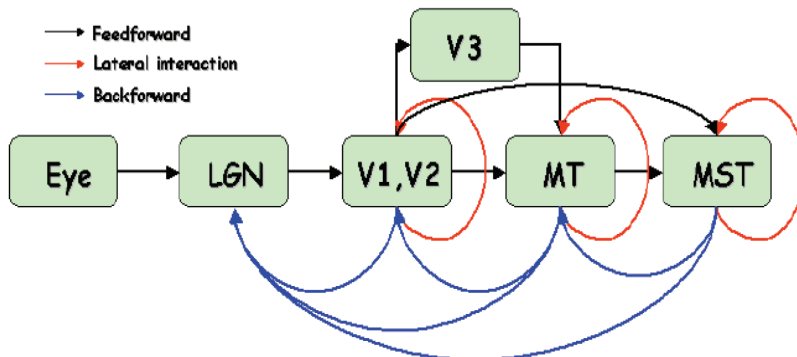 Feedforward
Lateral interaction
Backforward
V3
Eye
LGN
V1,V2
MT
MST